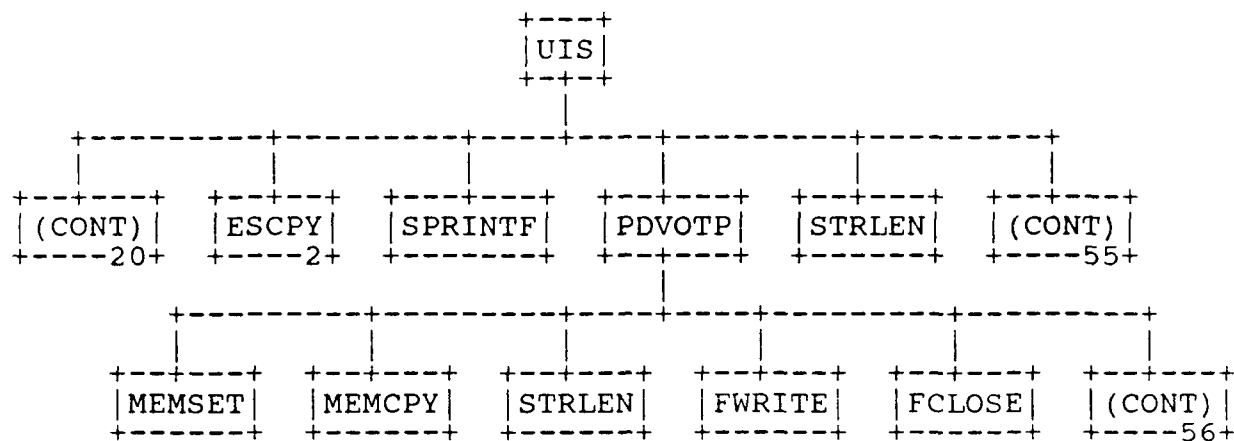 UIS
(CONT) ESCPY SPRINTF PDVOTP STRLEN (CONT)
20 2 55
MEMSET MEMCPY STRLEN FWRITE FCLOSE (CONT)
56